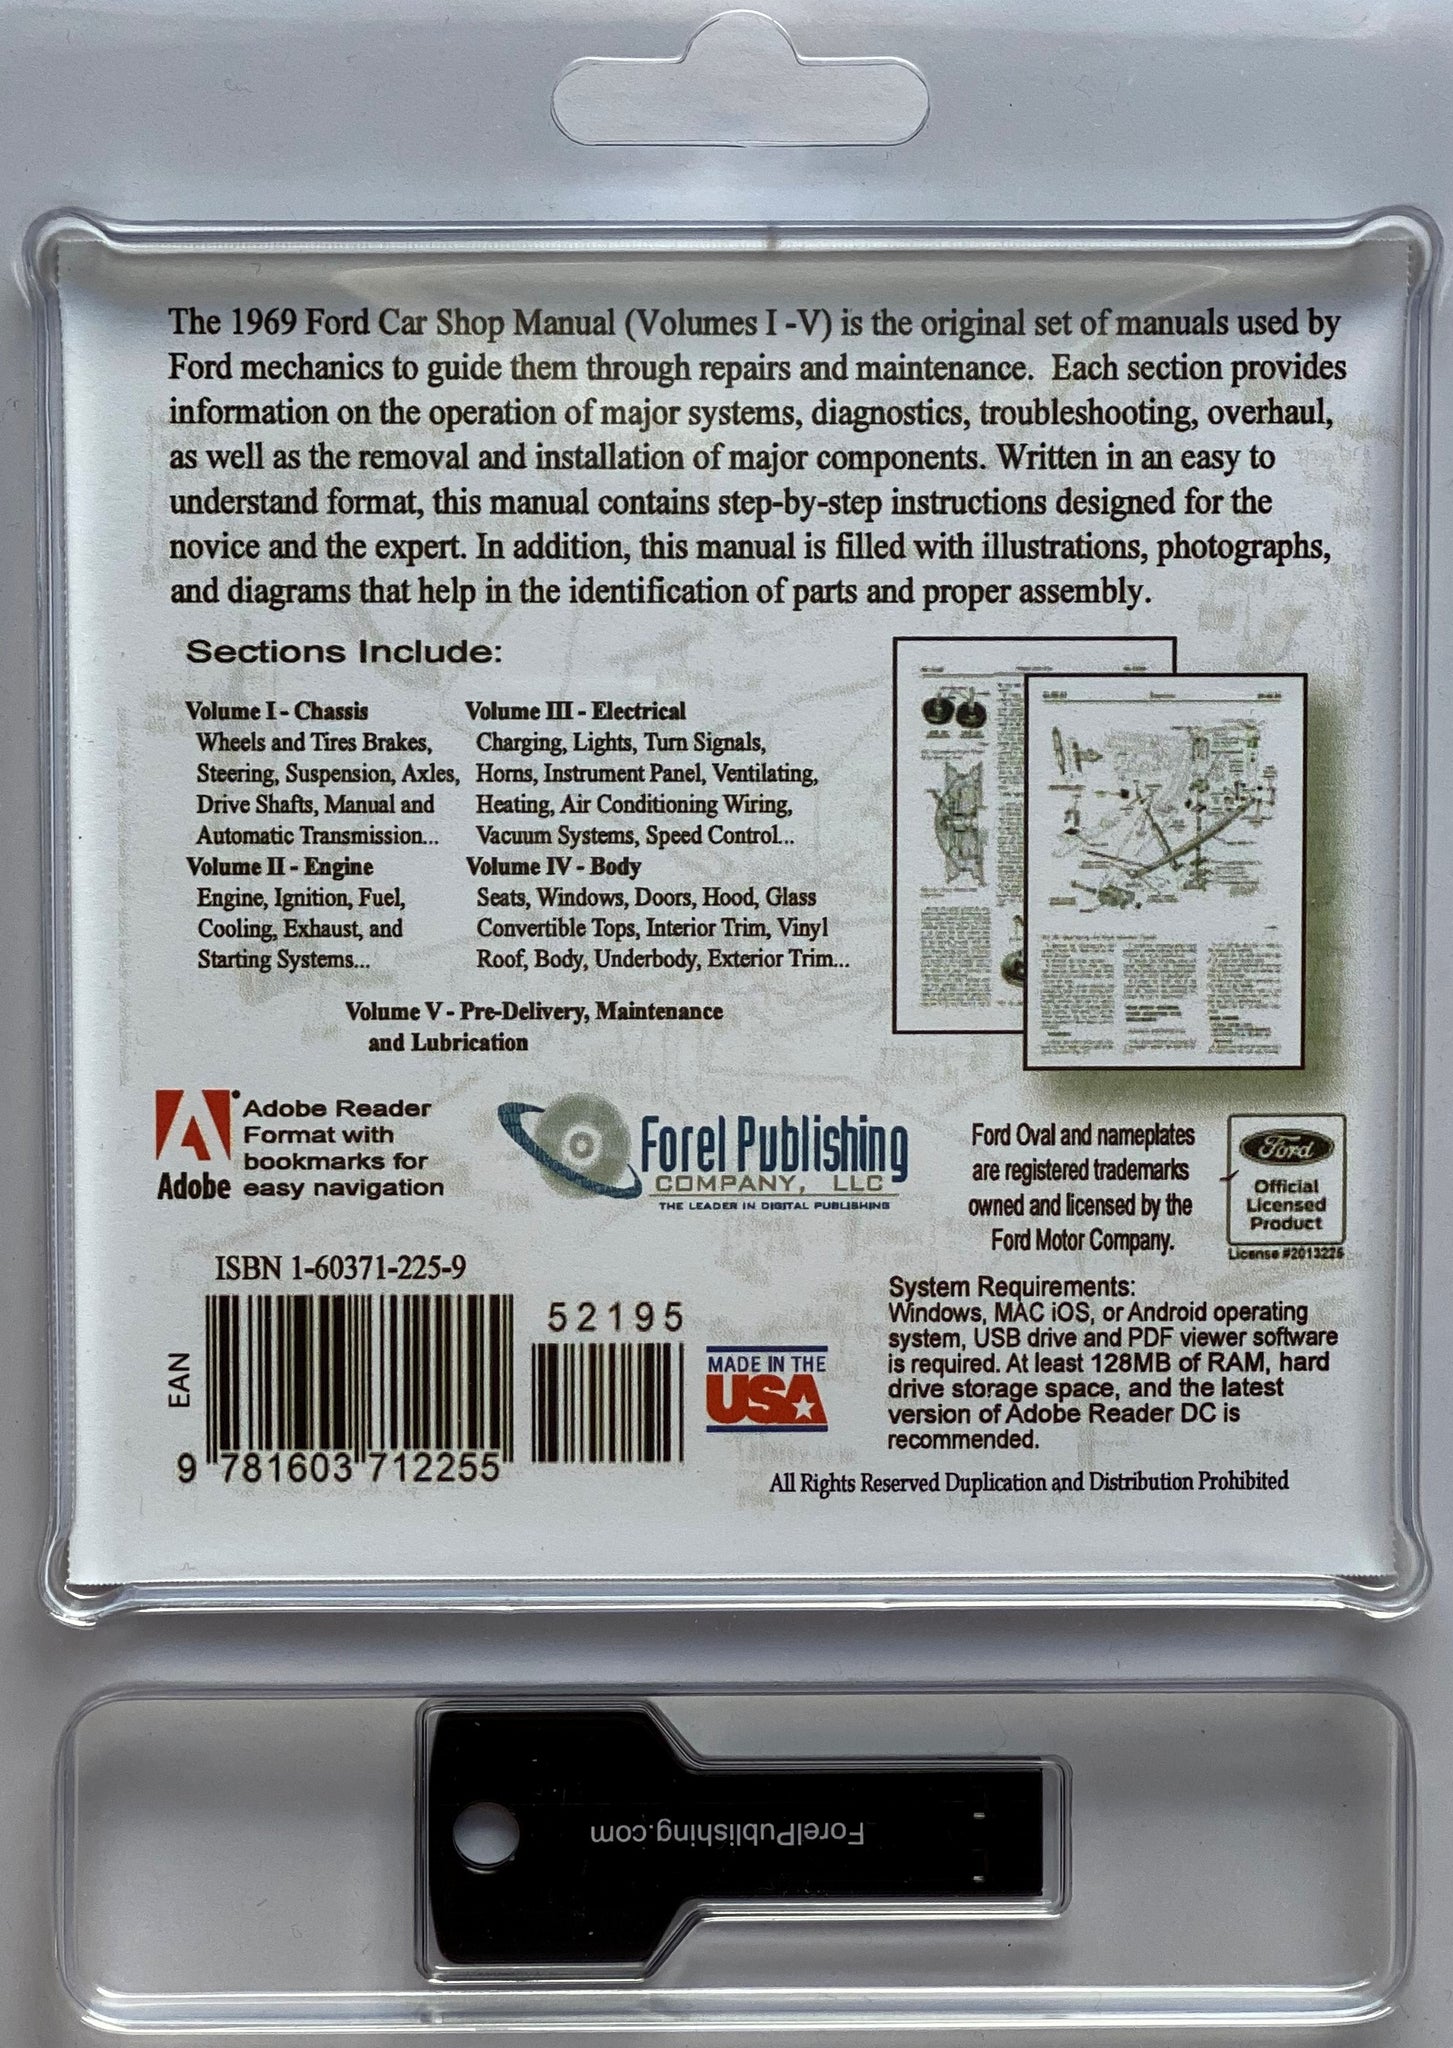 The 1969 Ford Car Shop Manual (Volumes I -V) is the original set of manuals used by
Ford mechanics to guide them through repairs and maintenance.  Each section provides
information on the operation of major systems, diagnostics, troubleshooting, overhaul,
as well as the removal and installation of major components. Written in an easy to
understand format, this manual contains step-by-step instructions designed for the
novice and the expert. In addition, this manual is filled with illustrations, photographs,
and diagrams that help in the identification of parts and proper assembly.
Sections Include:
Volume I - Chassis
Wheels and Tires Brakes,
Steering, Suspension, Axles,
Drive Shafts, Manual and
Automatic Transmission...
Volume II - Engine
Engine, Ignition, Fuel,
Cooling, Exhaust, and
Starting Systems...
Volume III - Electrical
Charging, Lights, Turn Signals,
Horns, Instrument Panel, Ventilating,
Heating, Air Conditioning Wiring,
Vacuum Systems, Speed Control...
Volume IV - Body
Seats, Windows, Doors, Hood, Glass
Convertible Tops, Interior Trim, Vinyl
Roof, Body, Underbody, Exterior Trim...
Volume V - Pre-Delivery, Maintenance
and Lubrication
Adobe
Adobe Reader
Format with
bookmarks for
easy navigation
Forel Publishing
COMPANY, LLC
THE LEADER IN DIGITAL PUBLISHING
Ford Oval and nameplates
are registered trademarks
owned and licensed by the
Ford Motor Company.
Ford
Official
Licensed
Product
License #2013225
ISBN 1-60371-225-9
EAN
9 781603 712255
52195
MADE IN THE
USA
System Requirements:
Windows, MAC iOS, or Android operating
system, USB drive and PDF viewer software
is required. At least 128MB of RAM, hard
drive storage space, and the latest
version of Adobe Reader DC is
recommended.
All Rights Reserved Duplication and Distribution Prohibited
ForelPublishing.com